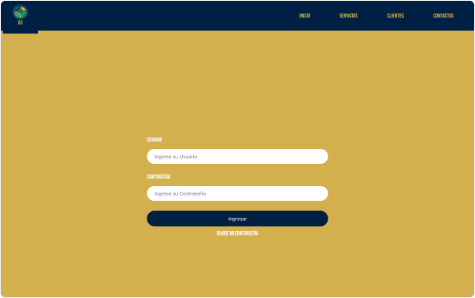 INICIO
SERVICIOS
CLIENTES
CONTACTOS
USUARIO
Ingrese su Usuario
CONTRASEÑA
Ingrese su Contraseña
Ingresar
OLVIDE MI CONTRASEÑA